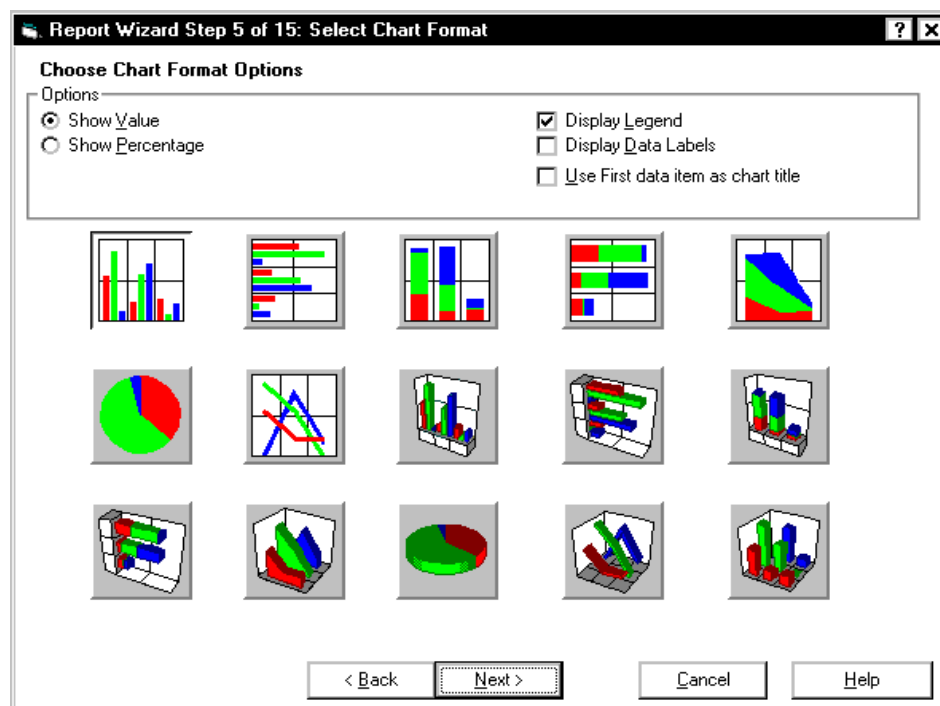 Report Wizard Step 5 of 15: Select Chart Format
Choose Chart Format Options
Options
Show Value
Show Percentage
Display Legend
Display Data Labels
Use First data item as chart title
< Back
Next >
Cancel
Help